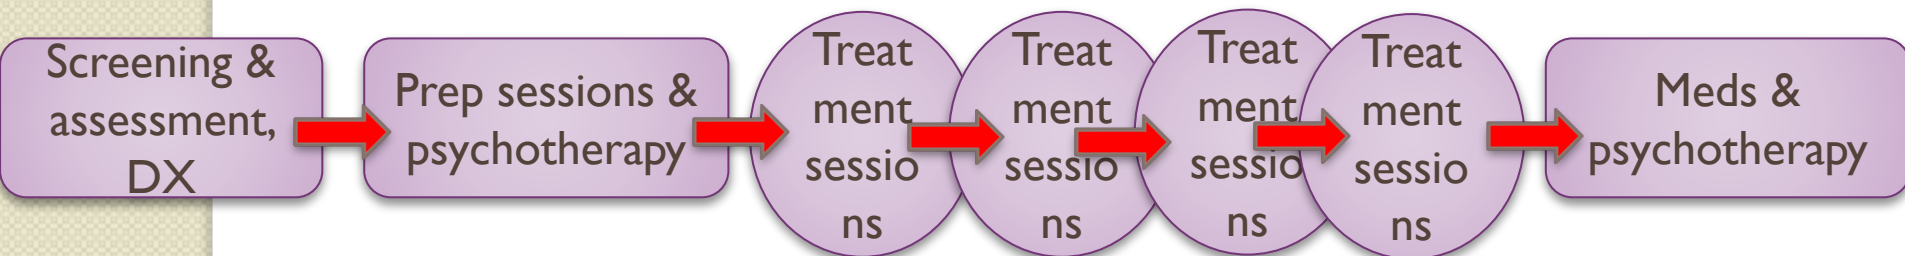 Screening &
assessment,
DX
Prep sessions &
psychotherapy
Treat
ment
sessio
ns
Treat
ment
sessio
ns
Treat
ment
sessio
ns
Treat
ment
sessio
ns
Meds &
psychotherapy